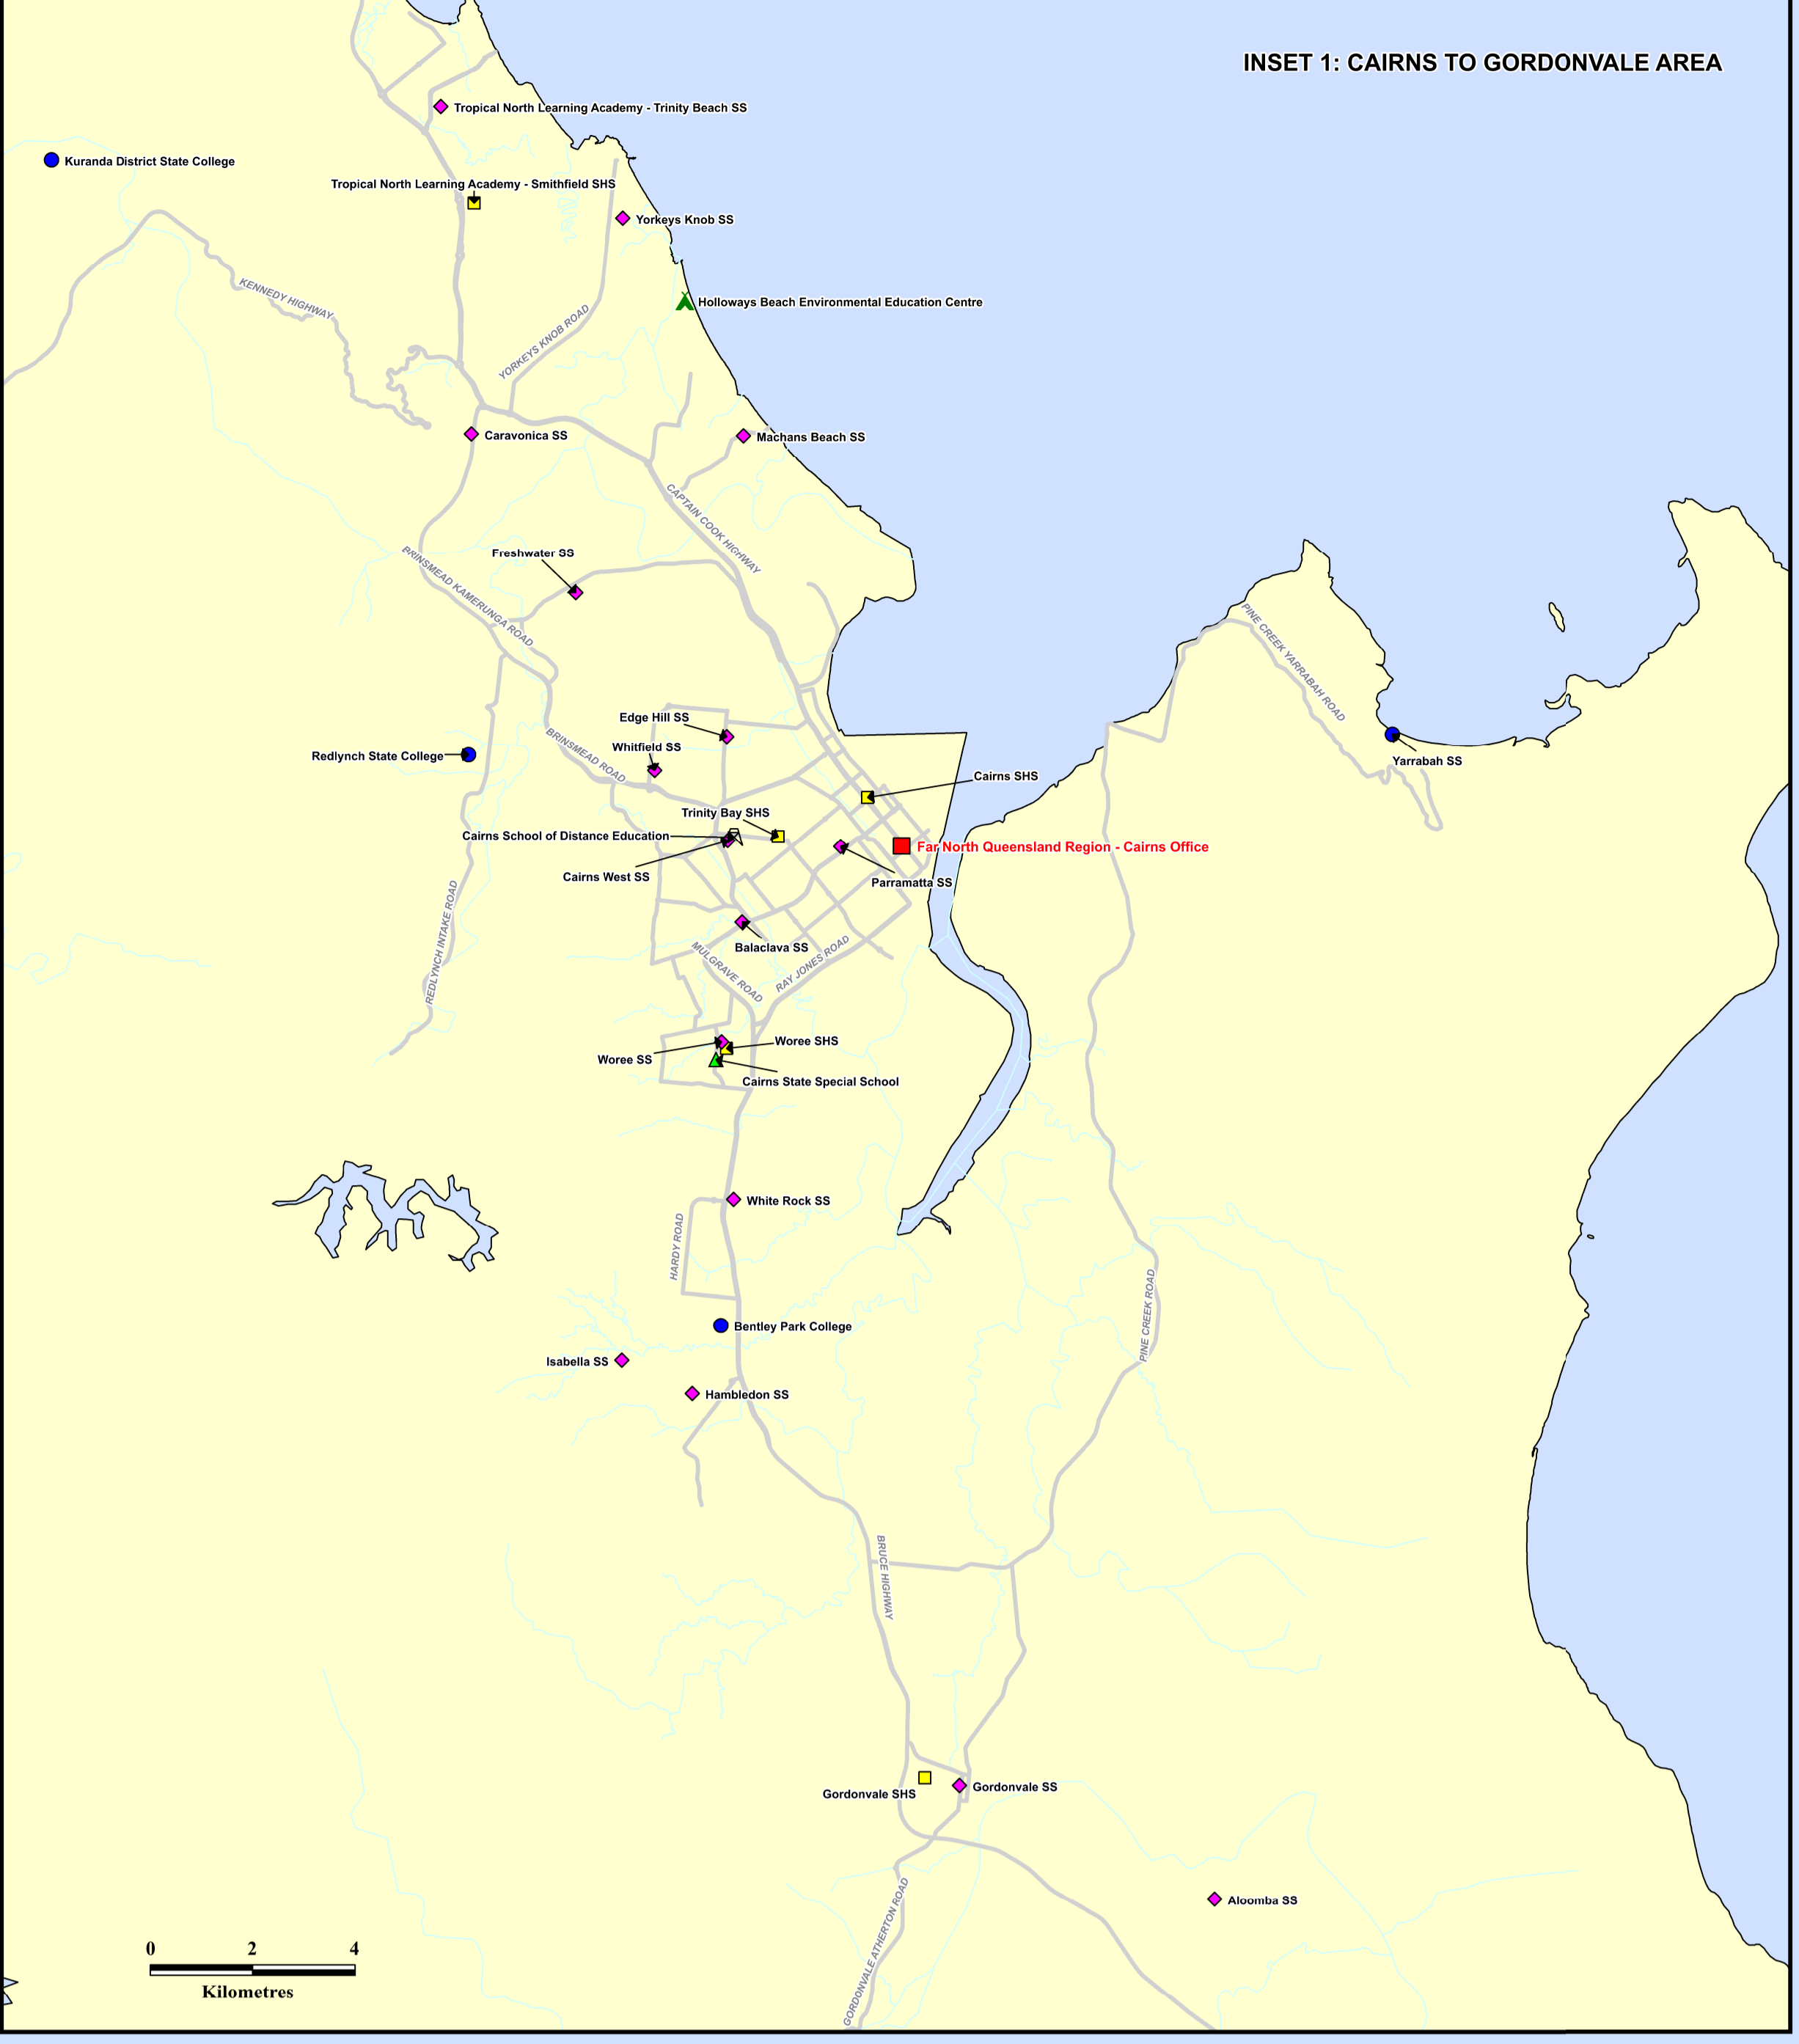 INSET 1: CAIRNS TO GORDONVALE AREA
Tropical North Learning Academy - Trinity Beach SS
Kuranda District State College
Tropical North Learning Academy - Smithfield SHS
Yorkeys Knob SS
KENNEDY HIGHWAY
Holloways Beach Environmental Education Centre
YORKEYS KNOB ROAD
Caravonica SS
Machans Beach SS
CAPTAIN COOK HIGHWAY
Freshwater SS
BRINSMEAD KAMERUNGA ROAD
PINE CREEK YARRABAH ROAD
Edge Hill SS
Whitfield SS
BRINSMEAD ROAD
Redlynch State College
Yarrabah SS
Cairns SHS
Trinity Bay SHS
Cairns School of Distance Education
Far North Queensland Region - Cairns Office
Cairns West SS
Parramatta SS
REDLYNCH INTAKE ROAD
Balaclava SS
MULGRAVE ROAD
RAY JONES ROAD
Woree SHS
Woree SS
Cairns State Special School
White Rock SS
HARDY ROAD
PINE CREEK ROAD
Bentley Park College
Isabella SS
Hambledon SS
BRUCE HIGHWAY
Gordonvale SHS
Gordonvale SS
Aloomba SS
GORDONVALE ATHERTON ROAD
0 2 4
Kilometres